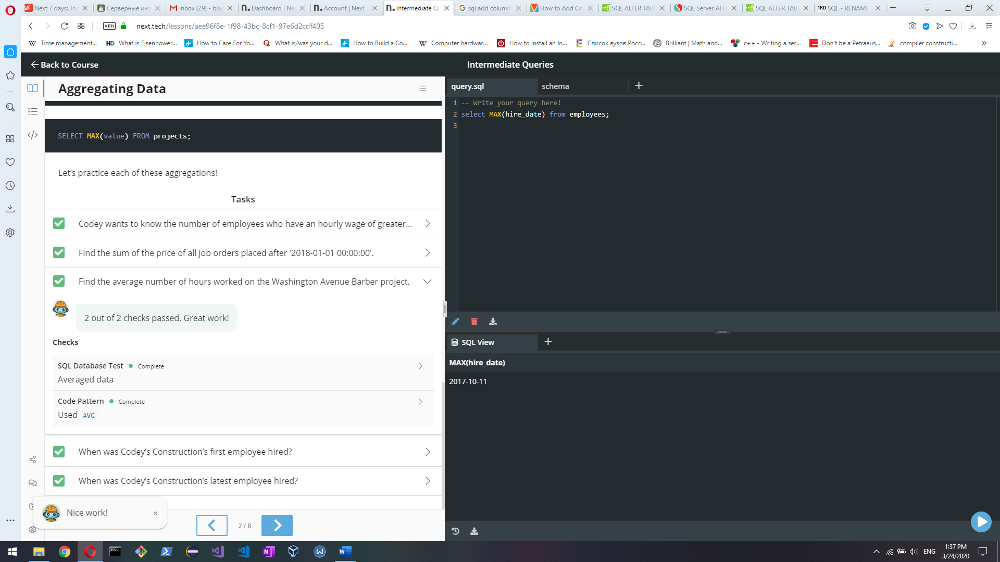 Next 7 days: Toc
Серверные инт
Inbox (29) - bla
Dashboard | Ne
Account | Next T
Intermediate Qu
sql add column
How to Add Co
SQL ALTER TABL
SQL Server ALTE
SQL ALTER TABL
1KD SQL - RENAME
VPN
next.tech/lessons/aee96f8e-1f98-43bc-8cf1-97e6d2cdf405
W Time management...
HD What is Eisenhower...
How to Care For Yo...
Q What is/was your d...
How to Build a Co...
W Computer hardwar...
How to install an In...
Список вузов Росс...
Brilliant | Math and...
c++ - Writing a ser...
Don't be a Petraeus...
compiler constructi...
Back to Course
Intermediate Queries
Aggregating Data
SELECT MAX(value) FROM projects;
Let's practice each of these aggregations!
Tasks
Codey wants to know the number of employees who have an hourly wage of greater...
Find the sum of the price of all job orders placed after '2018-01-01 00:00:00'.
Find the average number of hours worked on the Washington Avenue Barber project.
2 out of 2 checks passed. Great work!
Checks
SQL Database Test Complete
Averaged data
Code Pattern Complete
Used AVG
When was Codey's Construction's first employee hired?
When was Codey's Construction's latest employee hired?
Nice work!
2 / 8
query.sql
schema
1 -- Write your query here!
2 select MAX(hire_date) from employees;
3
SQL View
MAX(hire_date)
2017-10-11
ENG
1:37 PM
3/24/2020